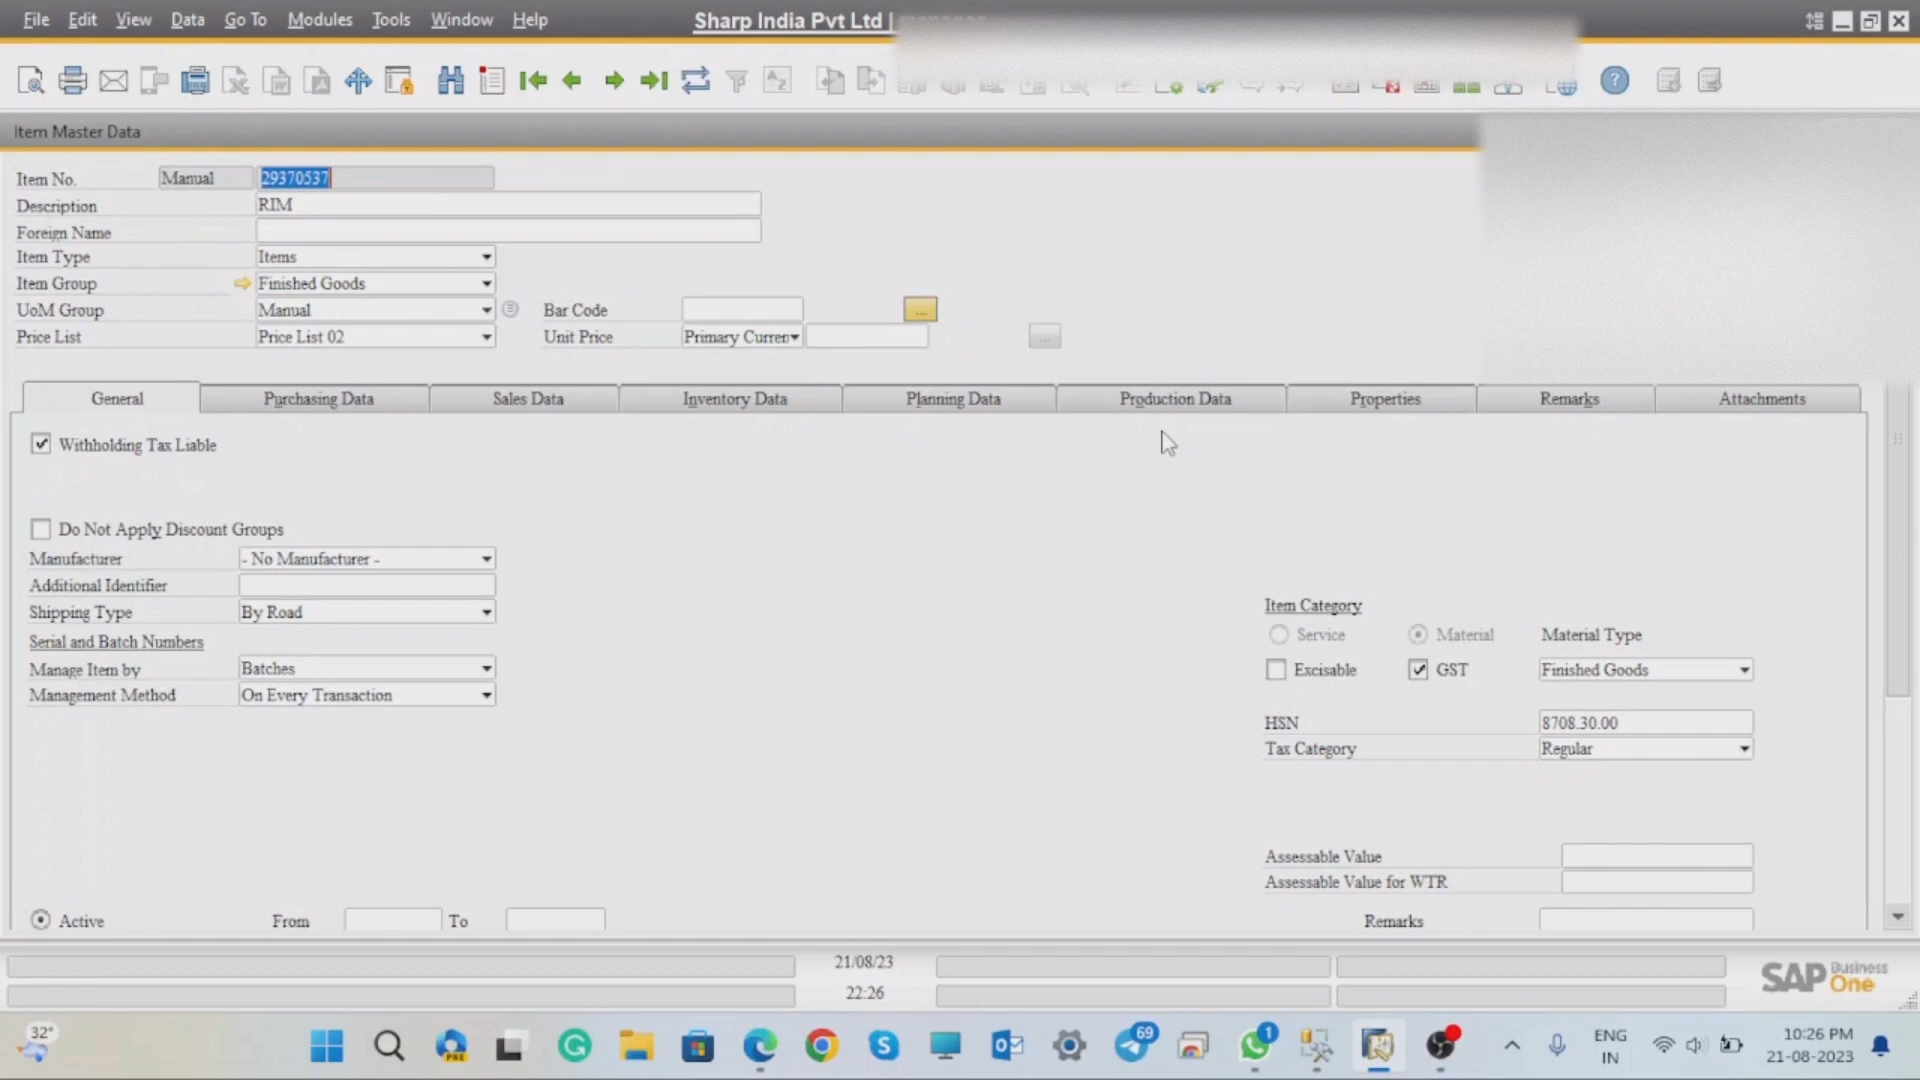 File Edit View Data Go To Modules Tools Window Help Sharp India Pvt Ltd |
Item Master Data
Item No. Manual 29370537
Description RIM
Foreign Name
Item Type Items
Item Group Finished Goods
UoM Group Manual Bar Code ...
Price List Price List 02 Unit Price Primary Curren ...
General Purchasing Data Sales Data Inventory Data Planning Data Production Data Properties Remarks Attachments
Withholding Tax Liable
Do Not Apply Discount Groups
Manufacturer - No Manufacturer -
Additional Identifier
Shipping Type By Road
Serial and Batch Numbers
Manage Item by Batches
Management Method On Every Transaction
Item Category
Service Material Material Type
Excisable GST Finished Goods
HSN 8708.30.00
Tax Category Regular
Assessable Value
Assessable Value for WTR
Active From To Remarks
21/08/23
22:26
SAP Business One
32°
PRE
69
1
ENG
IN
10:26 PM
21-08-2023